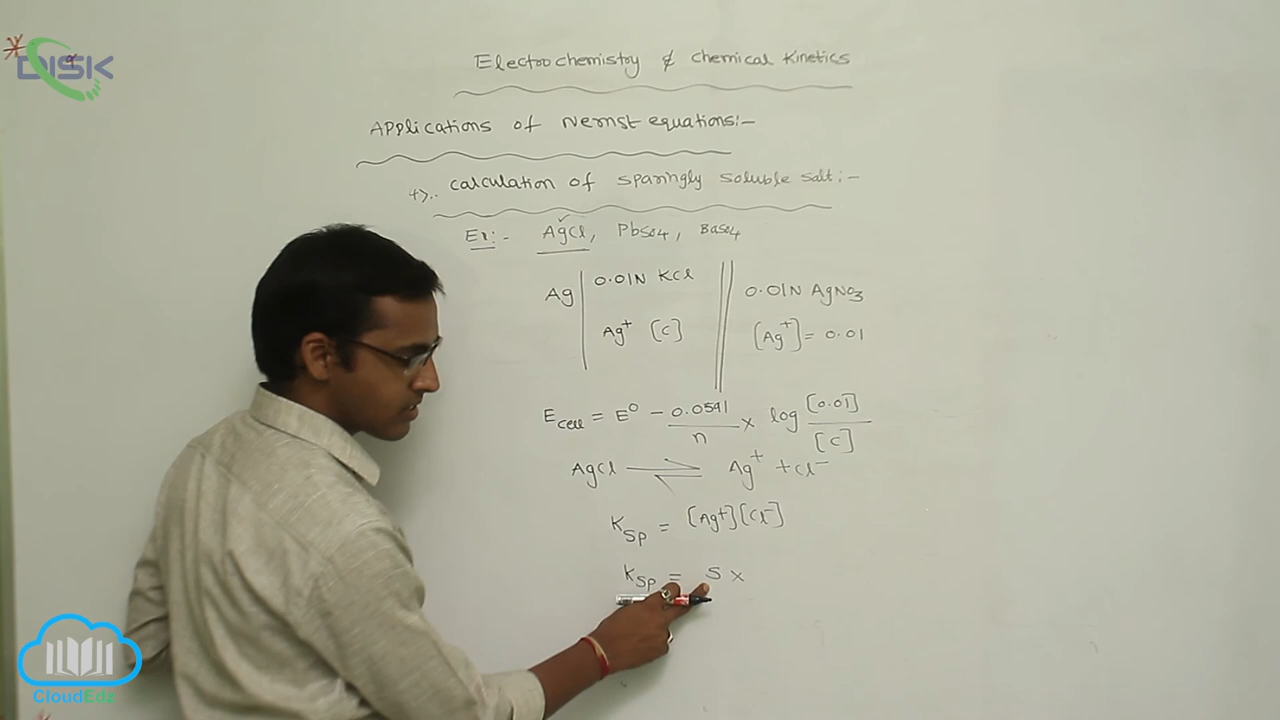 DISK
Electrochemistry & chemical Kinetics
Applications of Nernst equations:-
+>.. calculation of sparingly soluble salt:-
Ex:- AgCl, PbSO4, BaSO4
Ag | 0.01N KCl || 0.01N AgNO3
Ag+ [C] [Ag+] = 0.01
Ecell = E0 - 0.0591/n × log [0.01]/[C]
AgCl ⇌ Ag+ + Cl-
Ksp = [Ag+][Cl-]
Ksp = S ×
CloudEdz